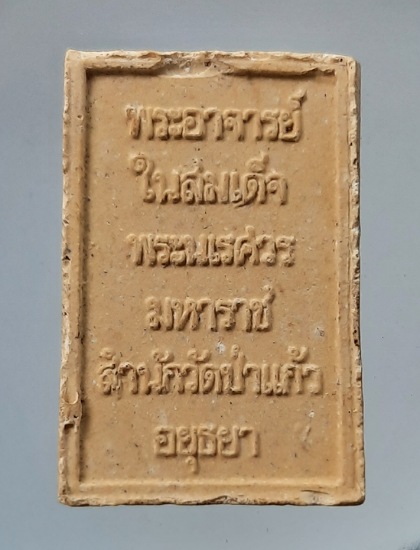 พระอาจารย์
ในสมเด็จ
พระนเรศวร
มหาราช
สำนักวัดป่าแก้ว
อยุธยา